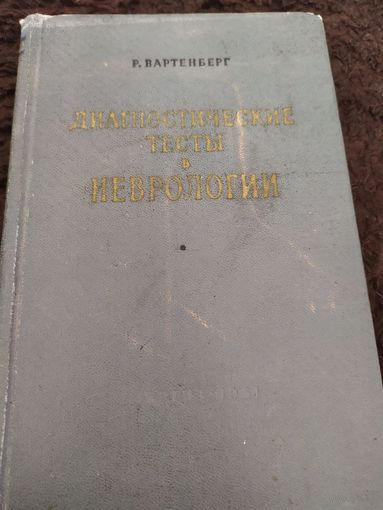 Р. ВАРТЕНБЕРГ
ДИАГНОСТИЧЕСКИЕ
ТЕСТЫ
В
НЕВРОЛОГИИ